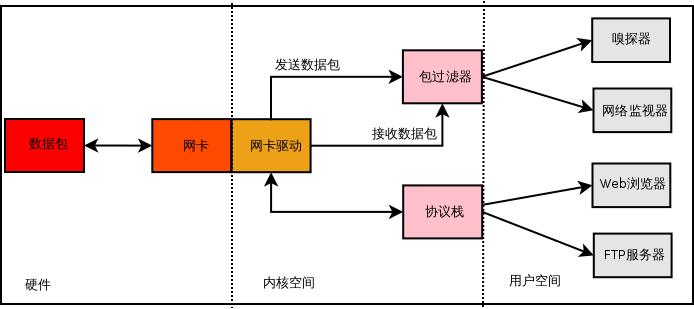 嗅探器
发送数据包
包过滤器
网络监视器
接收数据包
数据包
网卡
网卡驱动
Web浏览器
协议栈
FTP服务器
硬件
内核空间
用户空间